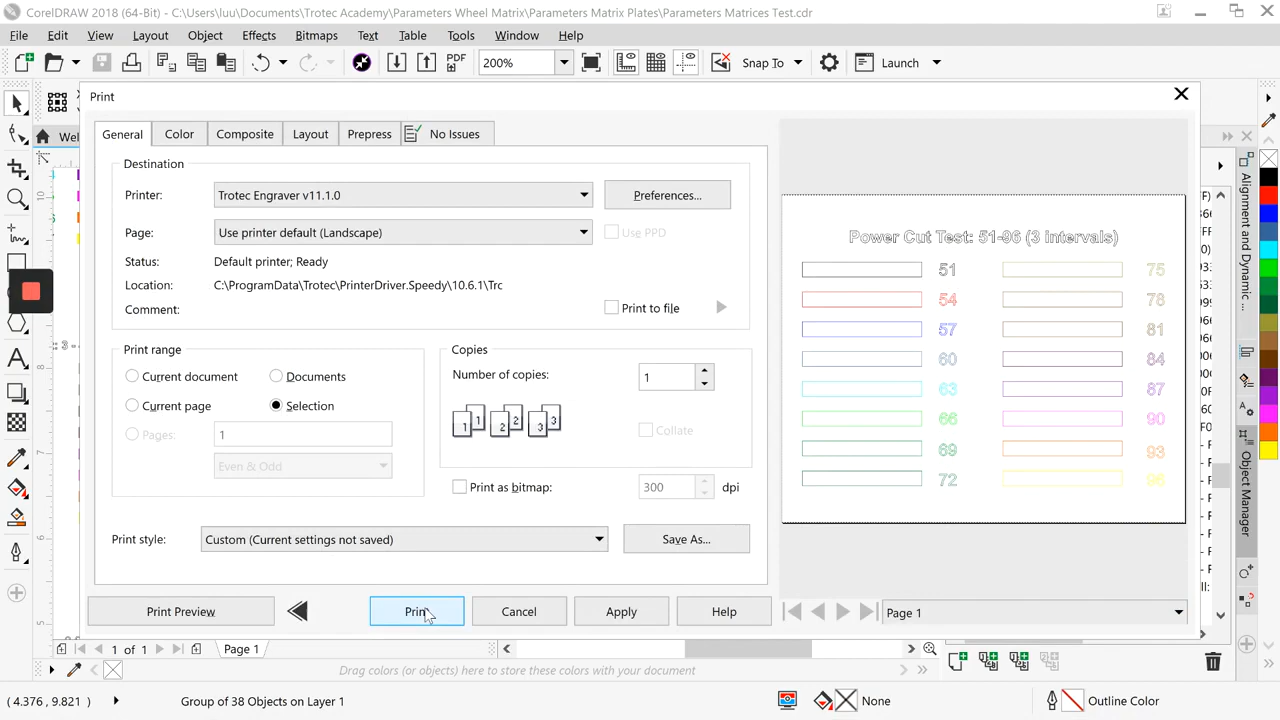 CorelDRAW 2018 (64-Bit) - C:\Users\luu\Documents\Trotec Academy\Parameters Wheel Matrix\Parameters Matrix Plates\Parameters Matrices Test.cdr
File Edit View Layout Object Effects Bitmaps Text Table Tools Window Help
PDF 200% Snap To Launch
Print
Wel
General Color Composite Layout Prepress No Issues
Destination
Printer: Trotec Engraver v11.1.0 Preferences...
Page: Use printer default (Landscape) Use PPD
Status: Default printer; Ready
Location: C:\ProgramData\Trotec\PrinterDriver.Speedy\10.6.1\Trc
Comment: Print to file
Print range
Current document Documents
Current page Selection
Pages: 1
Even & Odd
Copies
Number of copies: 1
1 1 2 2 3 3
Collate
Print as bitmap: 300 dpi
Print style: Custom (Current settings not saved) Save As...
Print Preview Print Cancel Apply Help
Power Cut Test: 51-96 (3 intervals)
51 75
54 78
57 81
60 84
63 87
66 90
69 93
72 96
Page 1
Alignment and Dynamic
Object Manager
1 of 1 Page 1
Drag colors (or objects) here to store these colors with your document
(4.376, 9.821) Group of 38 Objects on Layer 1 None Outline Color